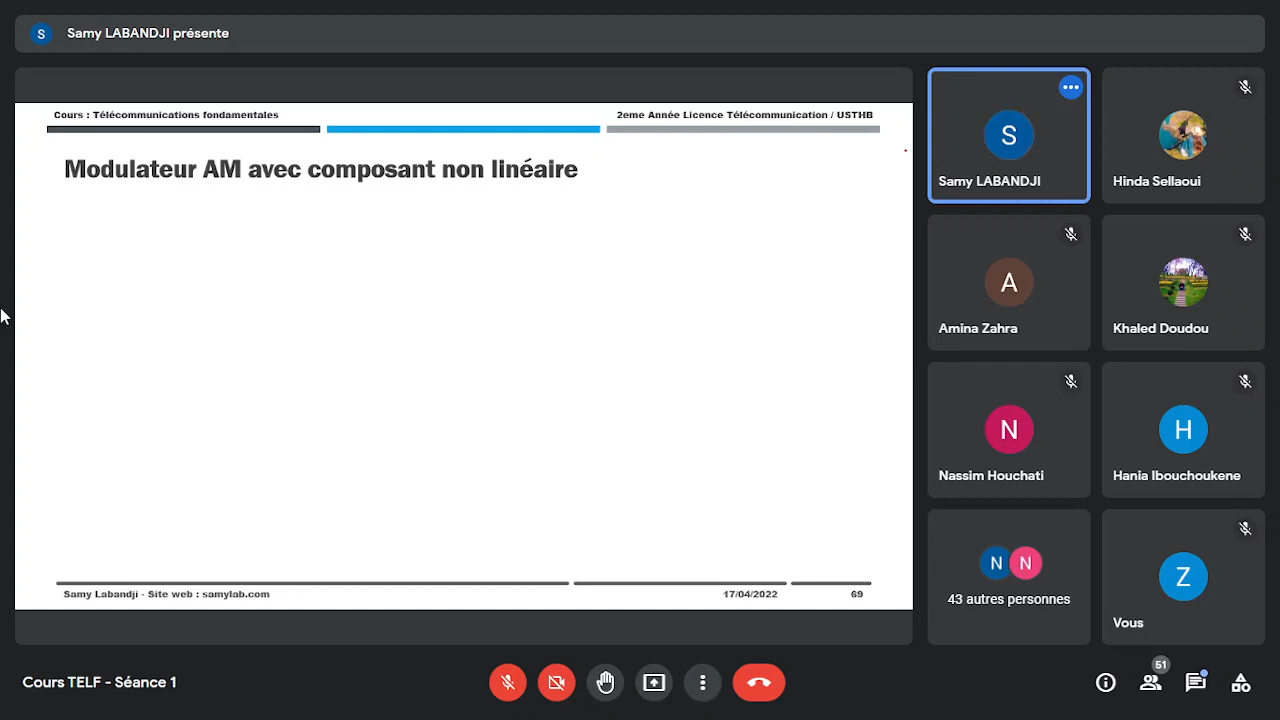 S
Samy LABANDJI présente
Cours : Télécommunications fondamentales
2eme Année Licence Télécommunication / USTHB
Modulateur AM avec composant non linéaire
Samy Labandji - Site web : samylab.com
17/04/2022
69
S
Samy LABANDJI
Hinda Sellaoui
A
Amina Zahra
Khaled Doudou
N
Nassim Houchati
H
Hania Ibouchoukene
N N
43 autres personnes
Z
Vous
Cours TELF - Séance 1
51